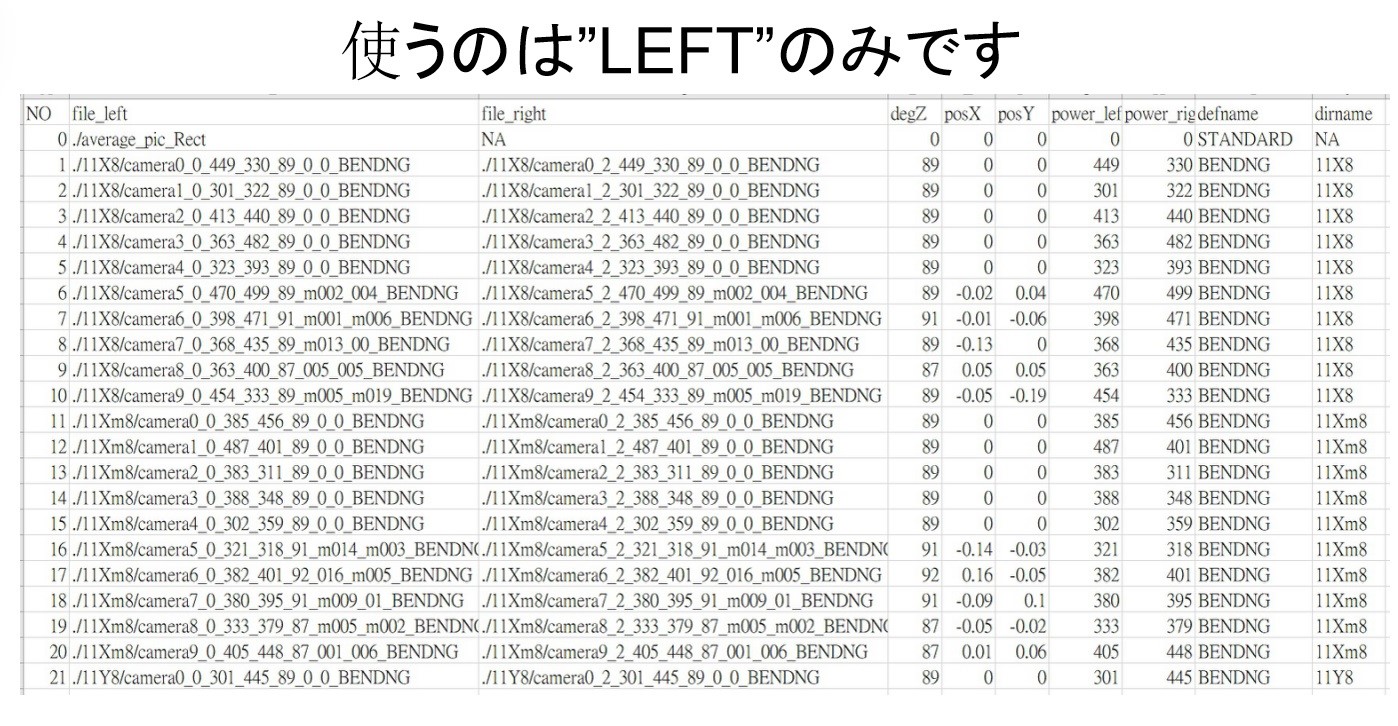 使うのは”LEFT”のみです
NO file_left file_right degZ posX posY power_lef power_rig defname dirname
0 ./average_pic_Rect NA 0 0 0 0 0 STANDARD NA
1 ./11X8/camera0_0_449_330_89_0_0_BENDNG ./11X8/camera0_2_449_330_89_0_0_BENDNG 89 0 0 449 330 BENDNG 11X8
2 ./11X8/camera1_0_301_322_89_0_0_BENDNG ./11X8/camera1_2_301_322_89_0_0_BENDNG 89 0 0 301 322 BENDNG 11X8
3 ./11X8/camera2_0_413_440_89_0_0_BENDNG ./11X8/camera2_2_413_440_89_0_0_BENDNG 89 0 0 413 440 BENDNG 11X8
4 ./11X8/camera3_0_363_482_89_0_0_BENDNG ./11X8/camera3_2_363_482_89_0_0_BENDNG 89 0 0 363 482 BENDNG 11X8
5 ./11X8/camera4_0_323_393_89_0_0_BENDNG ./11X8/camera4_2_323_393_89_0_0_BENDNG 89 0 0 323 393 BENDNG 11X8
6 ./11X8/camera5_0_470_499_89_m002_004_BENDNG ./11X8/camera5_2_470_499_89_m002_004_BENDNG 89 -0.02 0.04 470 499 BENDNG 11X8
7 ./11X8/camera6_0_398_471_91_m001_m006_BENDNG ./11X8/camera6_2_398_471_91_m001_m006_BENDNG 91 -0.01 -0.06 398 471 BENDNG 11X8
8 ./11X8/camera7_0_368_435_89_m013_00_BENDNG ./11X8/camera7_2_368_435_89_m013_00_BENDNG 89 -0.13 0 368 435 BENDNG 11X8
9 ./11X8/camera8_0_363_400_87_005_005_BENDNG ./11X8/camera8_2_363_400_87_005_005_BENDNG 87 0.05 0.05 363 400 BENDNG 11X8
10 ./11X8/camera9_0_454_333_89_m005_m019_BENDNG ./11X8/camera9_2_454_333_89_m005_m019_BENDNG 89 -0.05 -0.19 454 333 BENDNG 11X8
11 ./11Xm8/camera0_0_385_456_89_0_0_BENDNG ./11Xm8/camera0_2_385_456_89_0_0_BENDNG 89 0 0 385 456 BENDNG 11Xm8
12 ./11Xm8/camera1_0_487_401_89_0_0_BENDNG ./11Xm8/camera1_2_487_401_89_0_0_BENDNG 89 0 0 487 401 BENDNG 11Xm8
13 ./11Xm8/camera2_0_383_311_89_0_0_BENDNG ./11Xm8/camera2_2_383_311_89_0_0_BENDNG 89 0 0 383 311 BENDNG 11Xm8
14 ./11Xm8/camera3_0_388_348_89_0_0_BENDNG ./11Xm8/camera3_2_388_348_89_0_0_BENDNG 89 0 0 388 348 BENDNG 11Xm8
15 ./11Xm8/camera4_0_302_359_89_0_0_BENDNG ./11Xm8/camera4_2_302_359_89_0_0_BENDNG 89 0 0 302 359 BENDNG 11Xm8
16 ./11Xm8/camera5_0_321_318_91_m014_m003_BENDN ./11Xm8/camera5_2_321_318_91_m014_m003_BENDN 91 -0.14 -0.03 321 318 BENDNG 11Xm8
17 ./11Xm8/camera6_0_382_401_92_016_m005_BENDNG ./11Xm8/camera6_2_382_401_92_016_m005_BENDNG 92 0.16 -0.05 382 401 BENDNG 11Xm8
18 ./11Xm8/camera7_0_380_395_91_m009_01_BENDNG ./11Xm8/camera7_2_380_395_91_m009_01_BENDNG 91 -0.09 0.1 380 395 BENDNG 11Xm8
19 ./11Xm8/camera8_0_333_379_87_m005_m002_BENDN ./11Xm8/camera8_2_333_379_87_m005_m002_BENDN 87 -0.05 -0.02 333 379 BENDNG 11Xm8
20 ./11Xm8/camera9_0_405_448_87_001_006_BENDNG ./11Xm8/camera9_2_405_448_87_001_006_BENDNG 87 0.01 0.06 405 448 BENDNG 11Xm8
21 ./11Y8/camera0_0_301_445_89_0_0_BENDNG ./11Y8/camera0_2_301_445_89_0_0_BENDNG 89 0 0 301 445 BENDNG 11Y8